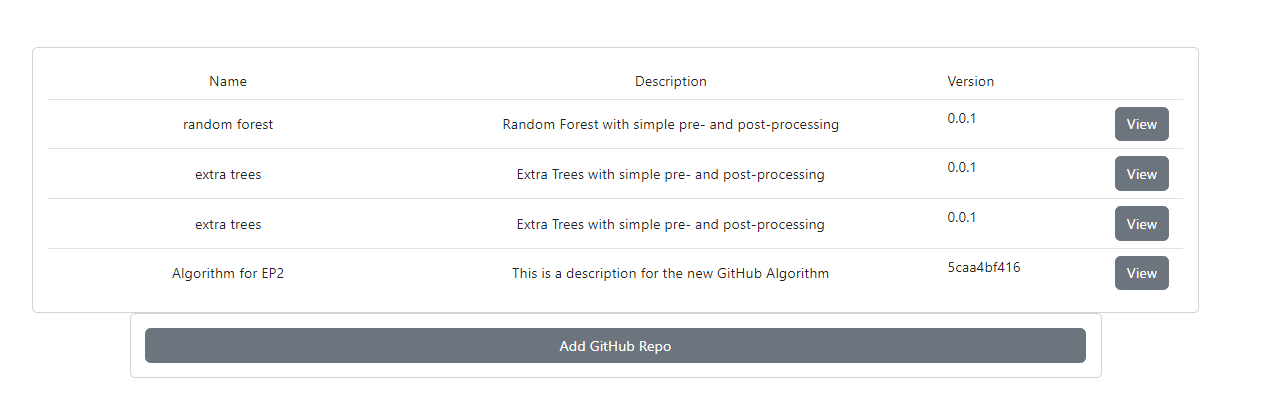 Name Description Version
random forest Random Forest with simple pre- and post-processing 0.0.1 View
extra trees Extra Trees with simple pre- and post-processing 0.0.1 View
extra trees Extra Trees with simple pre- and post-processing 0.0.1 View
Algorithm for EP2 This is a description for the new GitHub Algorithm 5caa4bf416 View
Add GitHub Repo